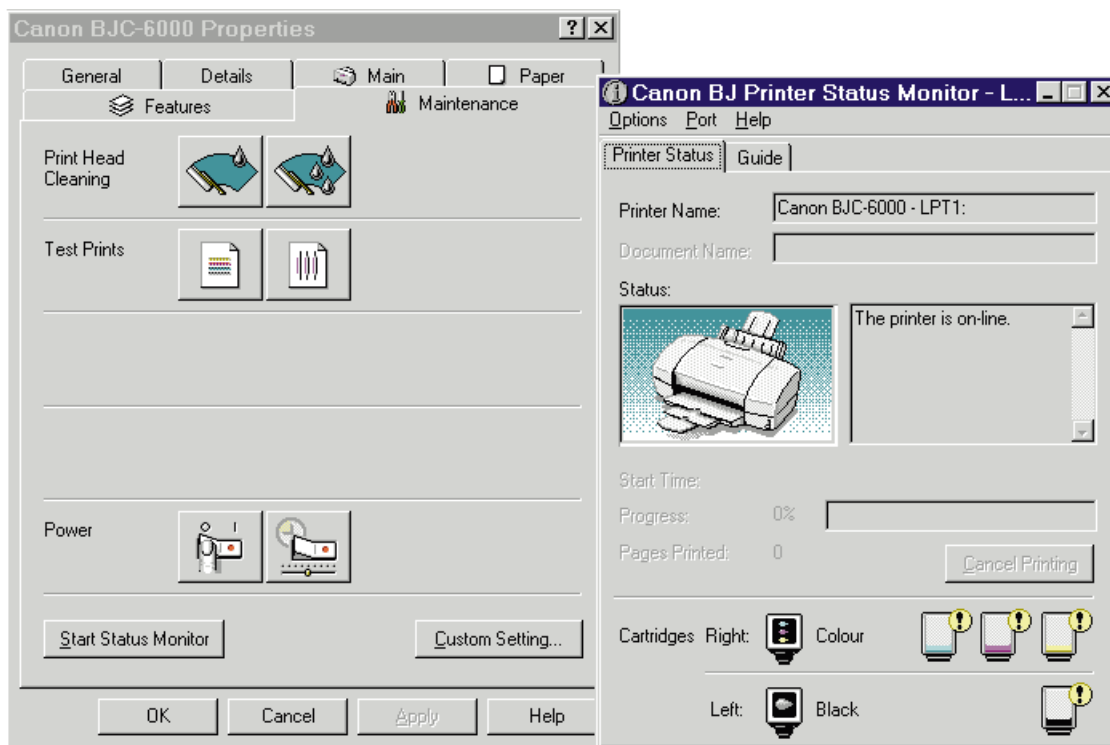 Canon BJC-6000 Properties
General Details Main Paper
Features Maintenance
Print Head
Cleaning
Test Prints
Power
Start Status Monitor Custom Setting...
OK Cancel Apply Help
Canon BJ Printer Status Monitor - L...
Options Port Help
Printer Status Guide
Printer Name: Canon BJC-6000 - LPT1:
Document Name:
Status:
The printer is on-line.
Start Time:
Progress: 0%
Pages Printed: 0
Cancel Printing
Cartridges Right: Colour
Left: Black